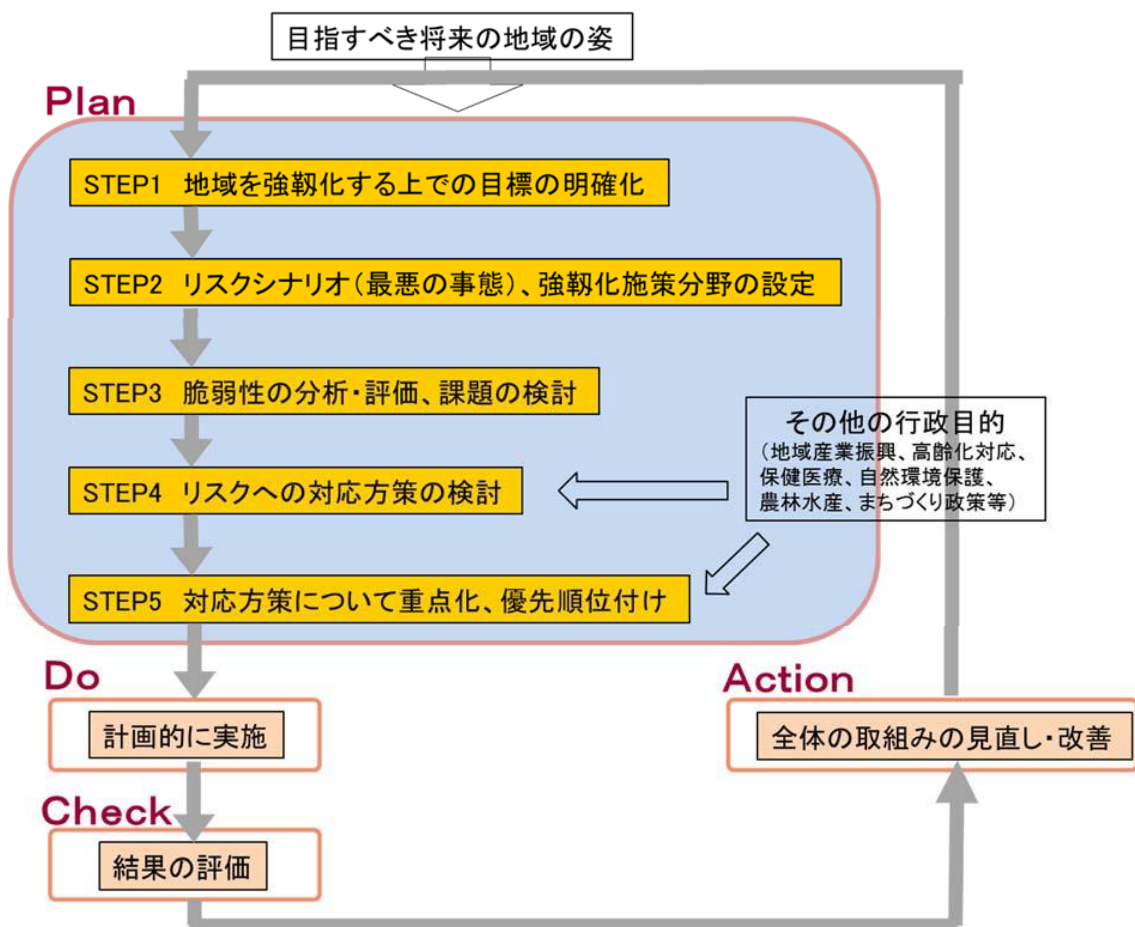 目指すべき将来の地域の姿
Plan
STEP1 地域を強靱化する上での目標の明確化
STEP2 リスクシナリオ(最悪の事態)、強靱化施策分野の設定
STEP3 脆弱性の分析・評価、課題の検討
STEP4 リスクへの対応方策の検討
その他の行政目的
(地域産業振興、高齢化対応、
保健医療、自然環境保護、
農林水産、まちづくり政策等)
STEP5 対応方策について重点化、優先順位付け
Do
計画的に実施
Check
結果の評価
Action
全体の取組みの見直し・改善